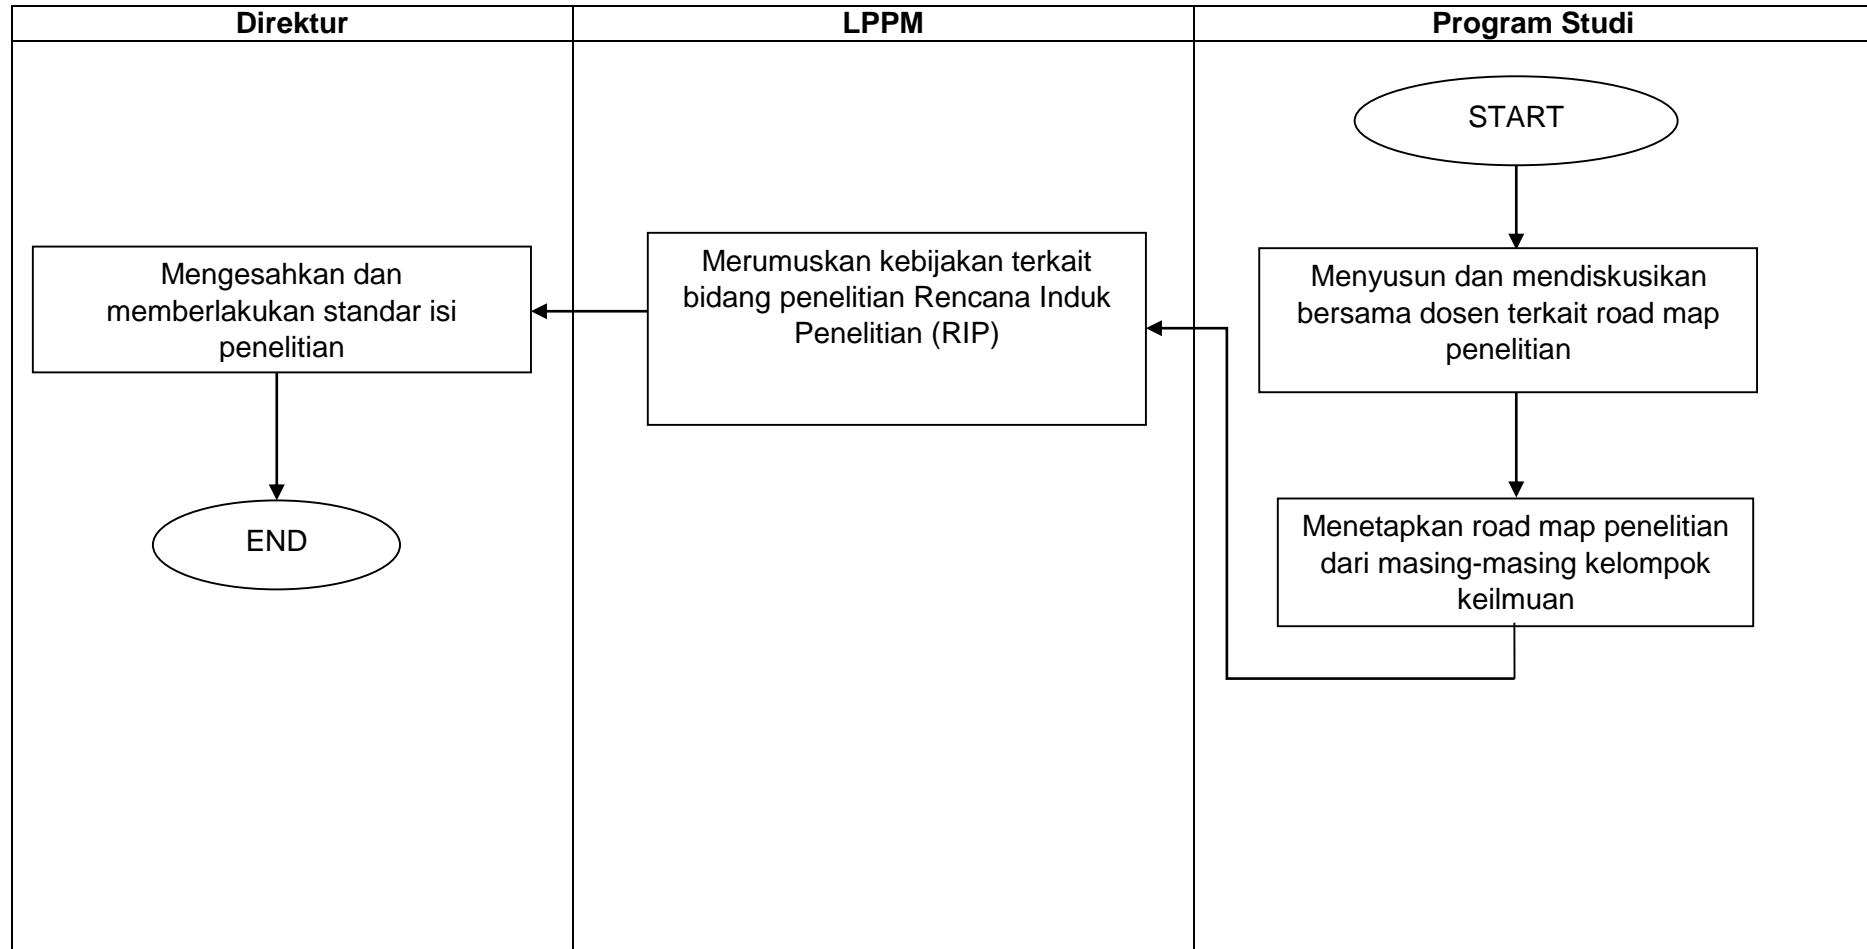 Direktur
LPPM
Program Studi
START
Mengesahkan dan
memberlakukan standar isi
penelitian
Merumuskan kebijakan terkait
bidang penelitian Rencana Induk
Penelitian (RIP)
Menyusun dan mendiskusikan
bersama dosen terkait road map
penelitian
END
Menetapkan road map penelitian
dari masing-masing kelompok
keilmuan